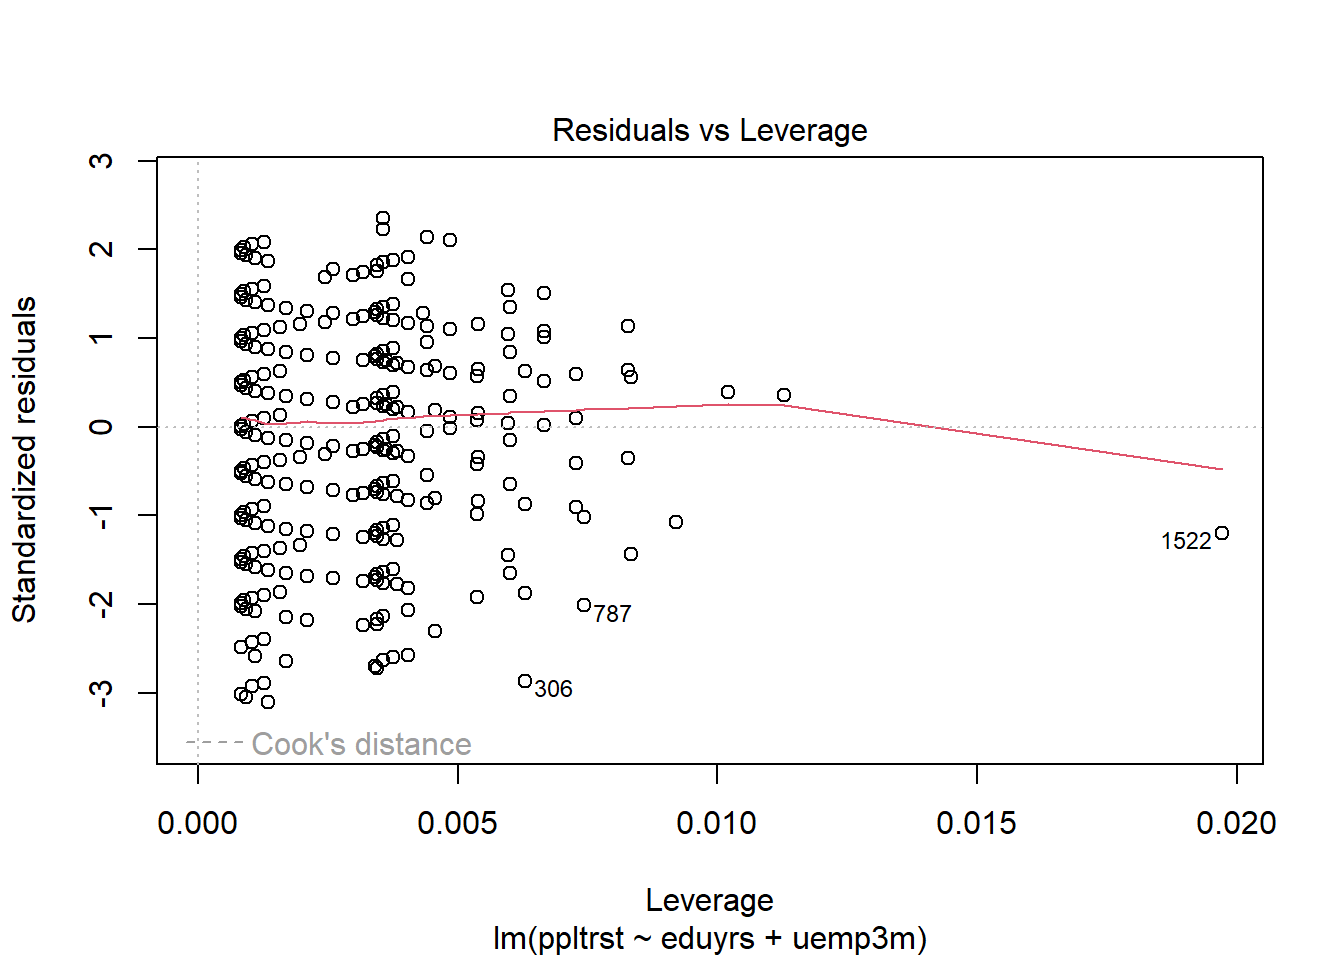 Residuals vs Leverage
Standardized residuals
3
2
1
0
-1
-2
-3
1522
787
306
Cook's distance
0.000 0.005 0.010 0.015 0.020
Leverage
lm(ppltrst ~ eduyrs + uemp3m)